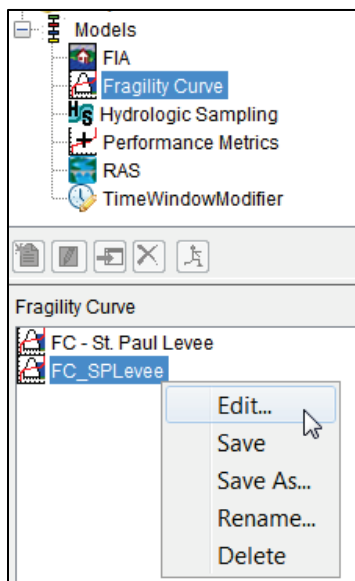 Models
FIA
Fragility Curve
HS Hydrologic Sampling
Performance Metrics
RAS
TimeWindowModifier
Fragility Curve
FC - St. Paul Levee
FC_SPLevee
Edit...
Save
Save As...
Rename...
Delete